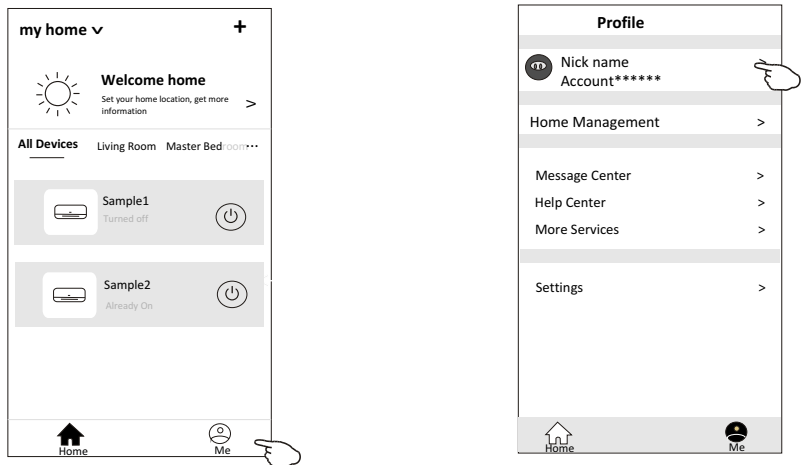 my home v +
Welcome home
Set your home location, get more
information
>
All Devices Living Room Master Bedroom...
Sample1
Turned off
Sample2
Already On
Home Me
Profile
Nick name
Account******
>
Home Management >
Message Center >
Help Center >
More Services >
Settings >
Home Me